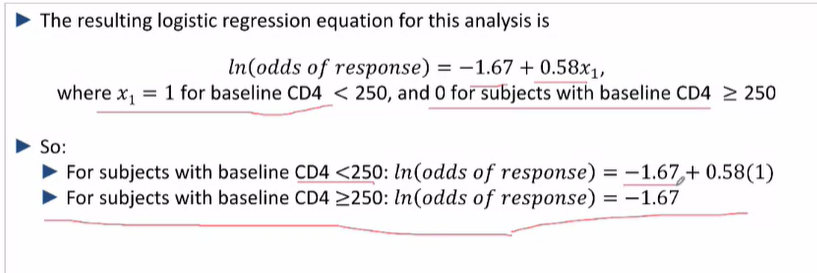 ▶ The resulting logistic regression equation for this analysis is
ln(odds of response) = −1.67 + 0.58x₁,
where x₁ = 1 for baseline CD4 < 250, and 0 for subjects with baseline CD4 ≥ 250
▶ So:
▶ For subjects with baseline CD4 <250: ln(odds of response) = −1.67 + 0.58(1)
▶ For subjects with baseline CD4 ≥250: ln(odds of response) = −1.67